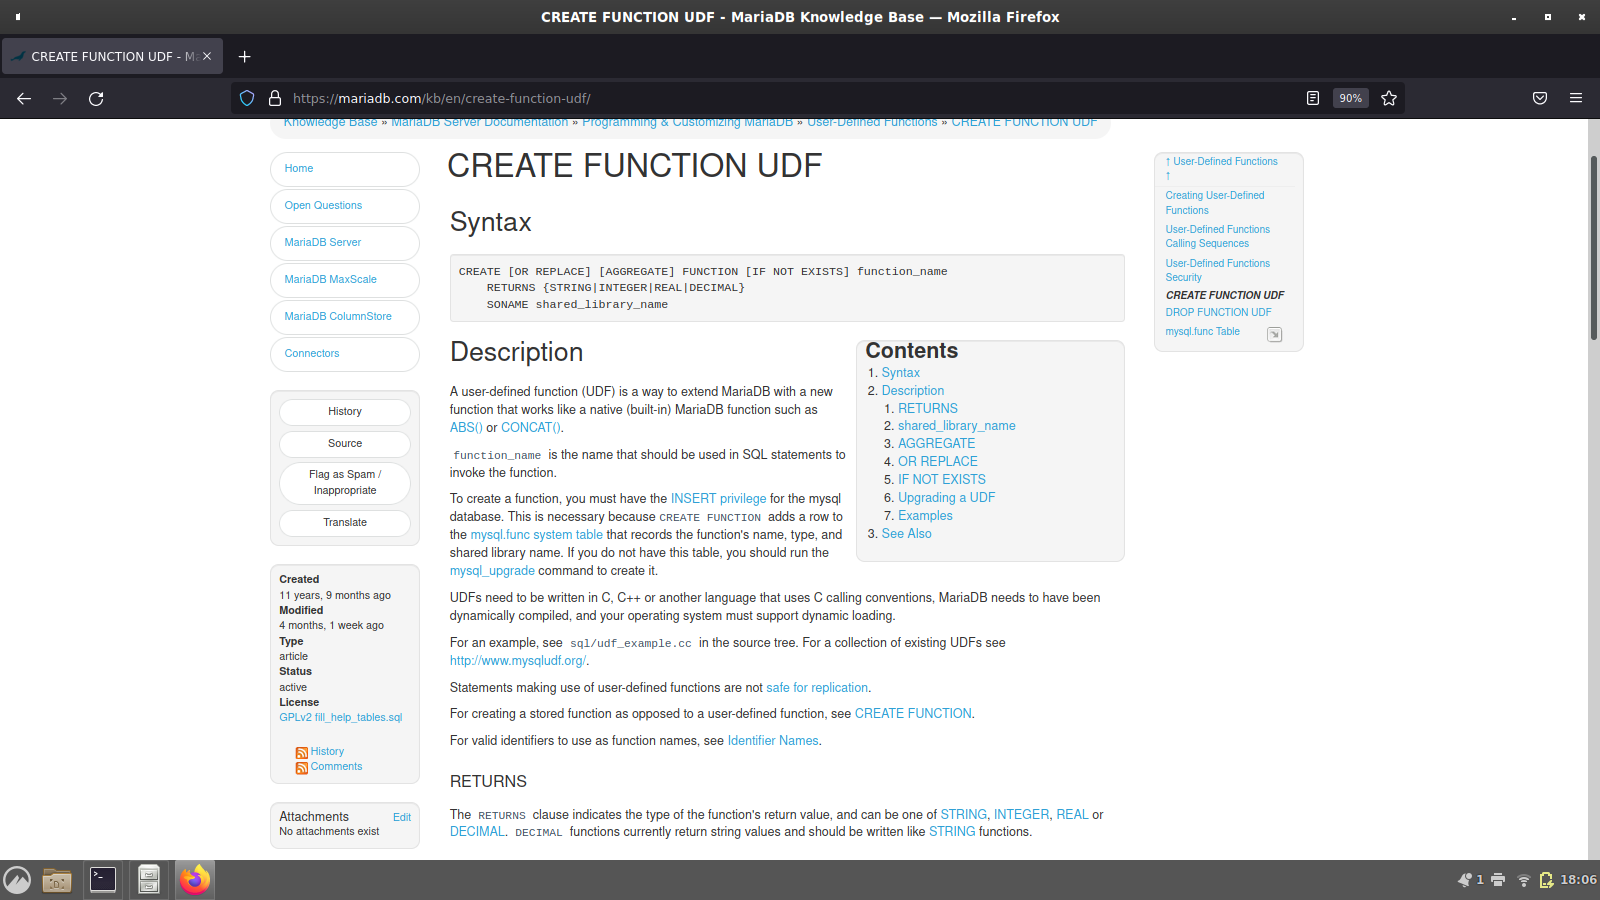 CREATE FUNCTION UDF - MariaDB Knowledge Base — Mozilla Firefox
CREATE FUNCTION UDF - Ma
https://mariadb.com/kb/en/create-function-udf/
90%
Knowledge Base » MariaDB Server Documentation » Programming & Customizing MariaDB » User-Defined Functions » CREATE FUNCTION UDF
Home
Open Questions
MariaDB Server
MariaDB MaxScale
MariaDB ColumnStore
Connectors
History
Source
Flag as Spam /
Inappropriate
Translate
Created
11 years, 9 months ago
Modified
4 months, 1 week ago
Type
article
Status
active
License
GPLv2 fill_help_tables.sql
History
Comments
Attachments Edit
No attachments exist
CREATE FUNCTION UDF
Syntax
CREATE [OR REPLACE] [AGGREGATE] FUNCTION [IF NOT EXISTS] function_name
RETURNS {STRING|INTEGER|REAL|DECIMAL}
SONAME shared_library_name
Description
A user-defined function (UDF) is a way to extend MariaDB with a new
function that works like a native (built-in) MariaDB function such as
ABS() or CONCAT().
function_name is the name that should be used in SQL statements to
invoke the function.
To create a function, you must have the INSERT privilege for the mysql
database. This is necessary because CREATE FUNCTION adds a row to
the mysql.func system table that records the function's name, type, and
shared library name. If you do not have this table, you should run the
mysql_upgrade command to create it.
Contents
1. Syntax
2. Description
1. RETURNS
2. shared_library_name
3. AGGREGATE
4. OR REPLACE
5. IF NOT EXISTS
6. Upgrading a UDF
7. Examples
3. See Also
UDFs need to be written in C, C++ or another language that uses C calling conventions, MariaDB needs to have been
dynamically compiled, and your operating system must support dynamic loading.
For an example, see sql/udf_example.cc in the source tree. For a collection of existing UDFs see
http://www.mysqludf.org/.
Statements making use of user-defined functions are not safe for replication.
For creating a stored function as opposed to a user-defined function, see CREATE FUNCTION.
For valid identifiers to use as function names, see Identifier Names.
RETURNS
The RETURNS clause indicates the type of the function's return value, and can be one of STRING, INTEGER, REAL or
DECIMAL. DECIMAL functions currently return string values and should be written like STRING functions.
↑ User-Defined Functions
↑
Creating User-Defined
Functions
User-Defined Functions
Calling Sequences
User-Defined Functions
Security
CREATE FUNCTION UDF
DROP FUNCTION UDF
mysql.func Table
1
18:06